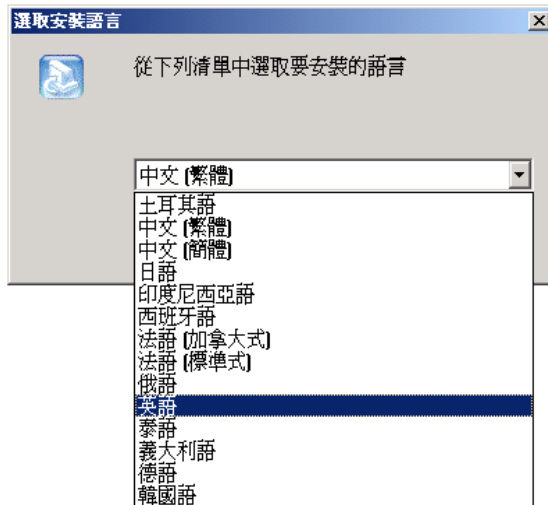 選取安裝語言
從下列清單中選取要安裝的語言
中文 (繁體)
土耳其語
中文 (繁體)
中文 (簡體)
日語
印度尼西亞語
西班牙語
法語 (加拿大式)
法語 (標準式)
俄語
英語
泰語
義大利語
德語
韓國語